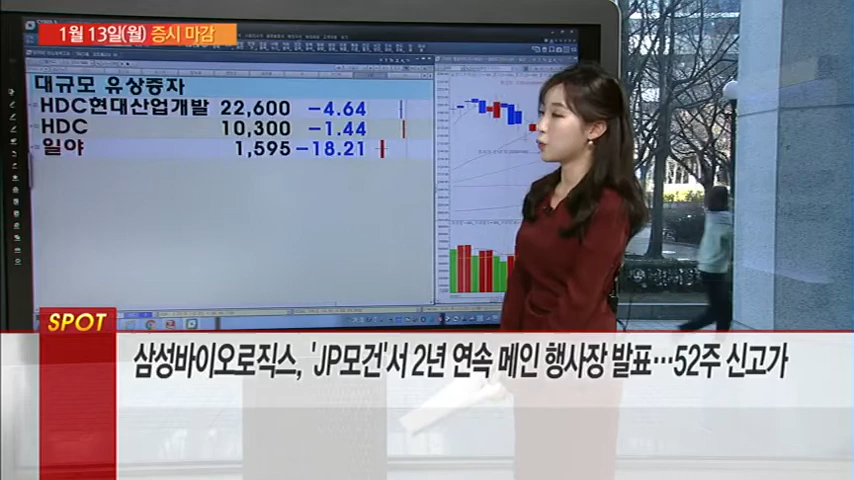 1월 13일(월) 증시 마감
대규모 유상증자
HDC현대산업개발 22,600 -4.64
HDC 10,300 -1.44
일야 1,595 -18.21
SPOT
삼성바이오로직스, 'JP모건'서 2년 연속 메인 행사장 발표…52주 신고가